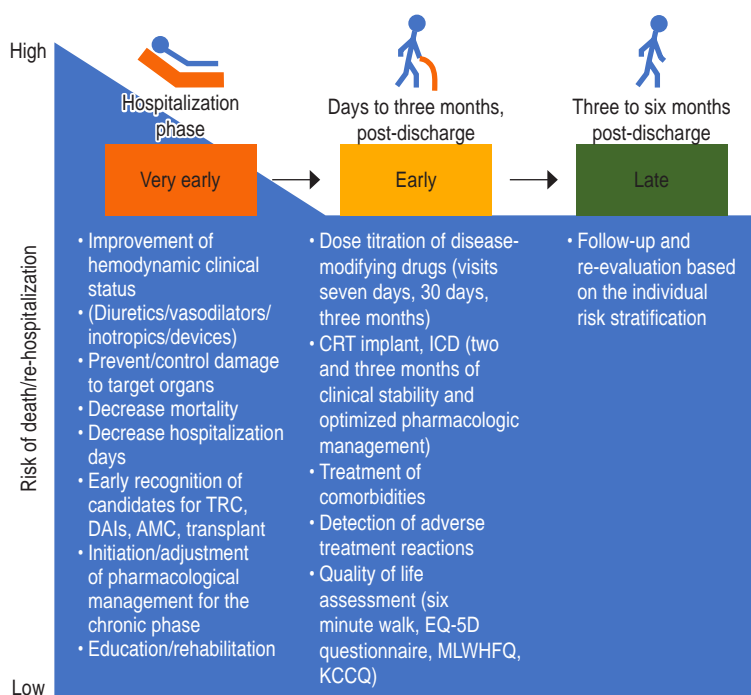 High
Hospitalization
phase
Days to three months,
post-discharge
Three to six months
post-discharge
Very early
Early
Late
Risk of death/re-hospitalization
• Improvement of
hemodynamic clinical
status
• (Diuretics/vasodilators/
inotropics/devices)
• Prevent/control damage
to target organs
• Decrease mortality
• Decrease hospitalization
days
• Early recognition of
candidates for TRC,
DAIs, AMC, transplant
• Initiation/adjustment
of pharmacological
management for the
chronic phase
• Education/rehabilitation
• Dose titration of disease-
modifying drugs (visits
seven days, 30 days,
three months)
• CRT implant, ICD (two
and three months of
clinical stability and
optimized pharmacologic
management)
• Treatment of
comorbidities
• Detection of adverse
treatment reactions
• Quality of life
assessment (six
minute walk, EQ-5D
questionnaire, MLWHFQ,
KCCQ)
• Follow-up and
re-evaluation based
on the individual
risk stratification
Low